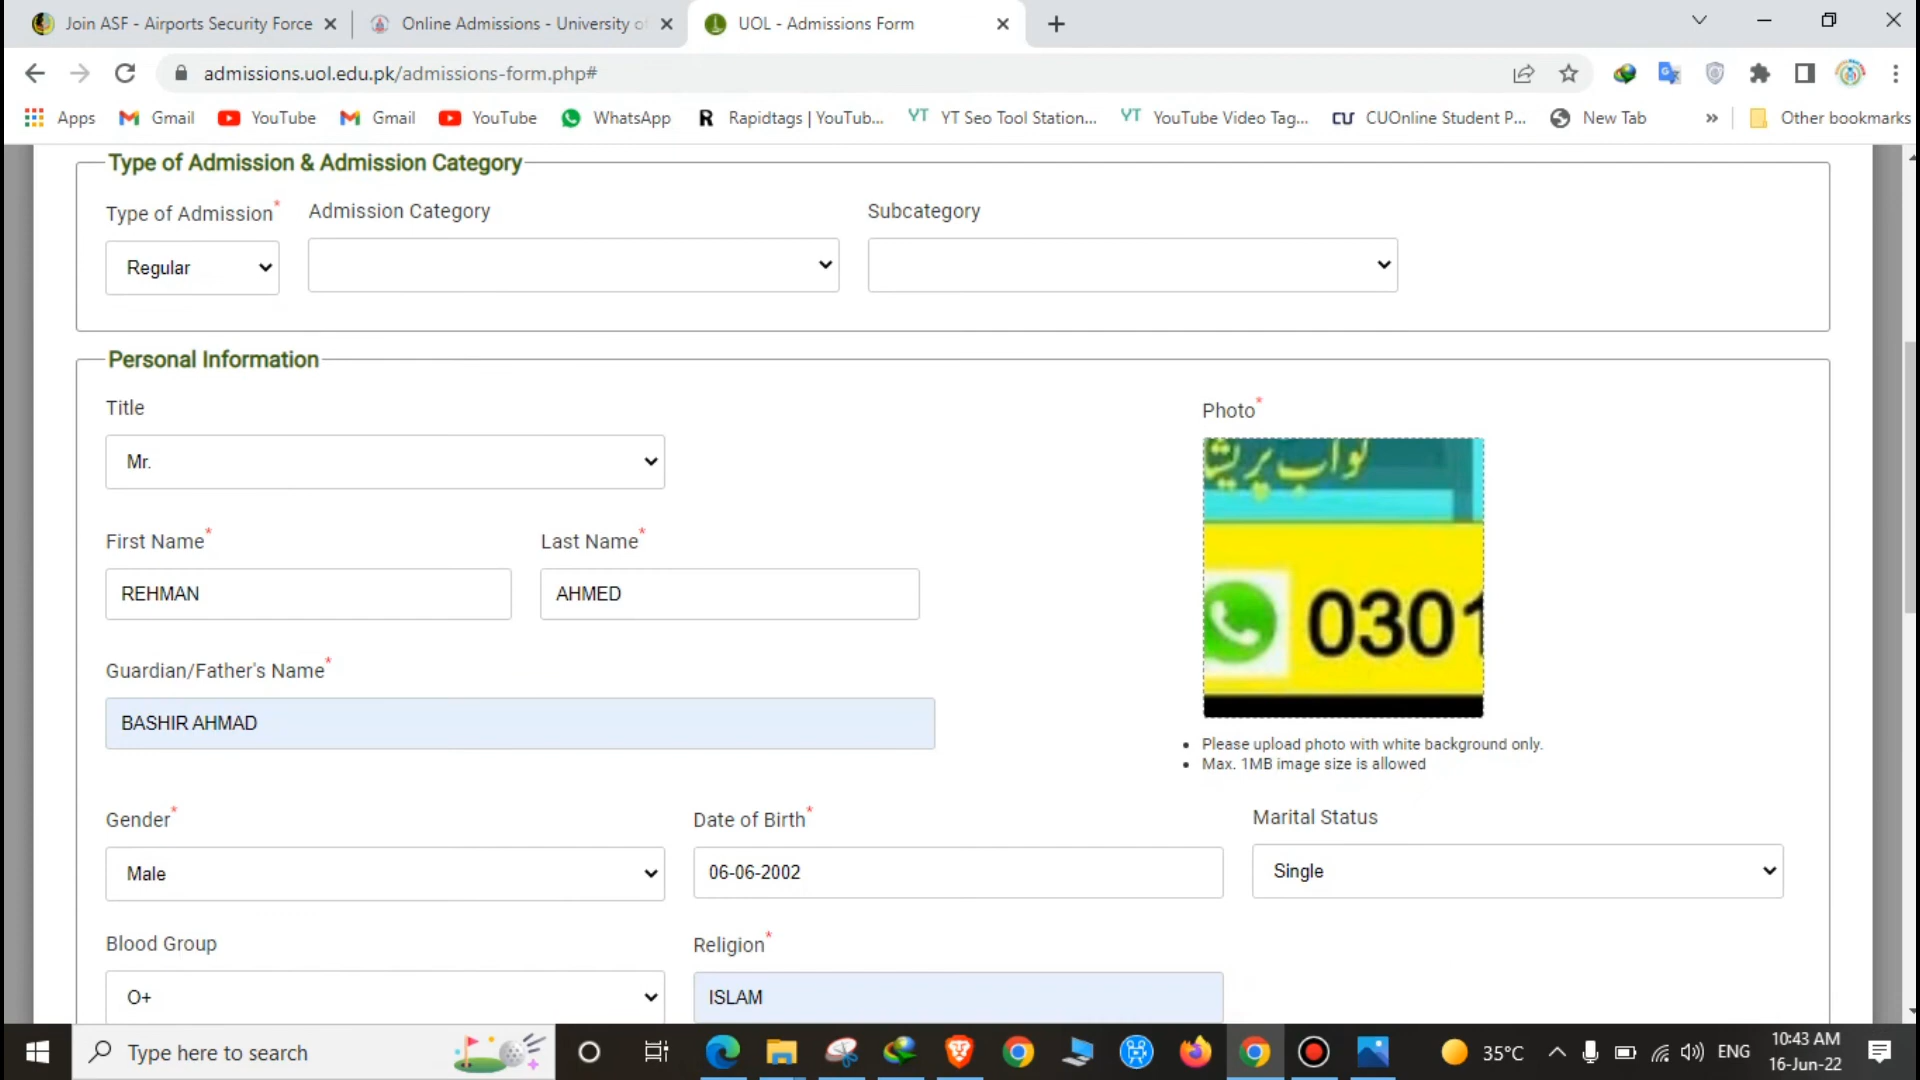 Join ASF - Airports Security Force
Online Admissions - University of
UOL - Admissions Form
admissions.uol.edu.pk/admissions-form.php#
Apps Gmail YouTube Gmail YouTube WhatsApp Rapidtags | YouTub... YT YT Seo Tool Station... YT YouTube Video Tag... CU CUOnline Student P... New Tab » Other bookmarks
Type of Admission & Admission Category
Type of Admission* Admission Category Subcategory
Regular
Personal Information
Title
Photo*
Mr.
نواب پریشا
First Name* Last Name*
REHMAN AHMED
0301
Guardian/Father's Name*
BASHIR AHMAD
Please upload photo with white background only.
Max. 1MB image size is allowed
Gender* Date of Birth* Marital Status
Male 06-06-2002 Single
Blood Group Religion*
O+ ISLAM
Type here to search
35°C
ENG
10:43 AM
16-Jun-22